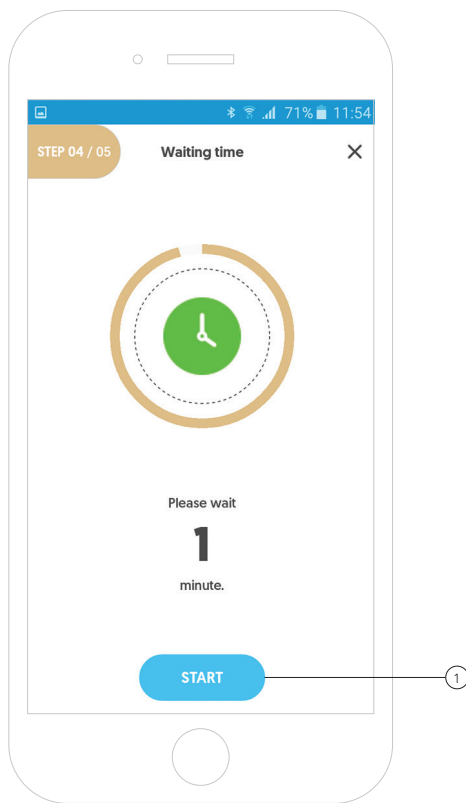 71% 11:54
STEP 04 / 05 Waiting time
Please wait
1
minute.
START
1